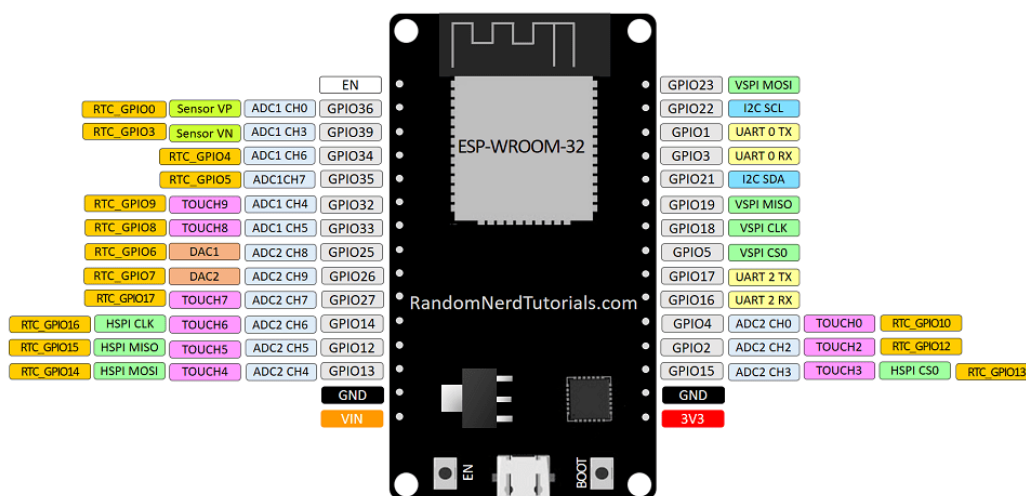 EN GPIO23 VSPI MOSI
RTC_GPIO0 Sensor VP ADC1 CH0 GPIO36 GPIO22 I2C SCL
RTC_GPIO3 Sensor VN ADC1 CH3 GPIO39 GPIO1 UART 0 TX
RTC_GPIO4 ADC1 CH6 GPIO34 ESP-WROOM-32 GPIO3 UART 0 RX
RTC_GPIO5 ADC1CH7 GPIO35 GPIO21 I2C SDA
RTC_GPIO9 TOUCH9 ADC1 CH4 GPIO32 GPIO19 VSPI MISO
RTC_GPIO8 TOUCH8 ADC1 CH5 GPIO33 GPIO18 VSPI CLK
RTC_GPIO6 DAC1 ADC2 CH8 GPIO25 GPIO5 VSPI CS0
RTC_GPIO7 DAC2 ADC2 CH9 GPIO26 GPIO17 UART 2 TX
RTC_GPIO17 TOUCH7 ADC2 CH7 GPIO27 RandomNerdTutorials.com GPIO16 UART 2 RX
RTC_GPIO16 HSPI CLK TOUCH6 ADC2 CH6 GPIO14 GPIO4 ADC2 CH0 TOUCH0 RTC_GPIO10
RTC_GPIO15 HSPI MISO TOUCH5 ADC2 CH5 GPIO12 GPIO2 ADC2 CH2 TOUCH2 RTC_GPIO12
RTC_GPIO14 HSPI MOSI TOUCH4 ADC2 CH4 GPIO13 GPIO15 ADC2 CH3 TOUCH3 HSPI CS0 RTC_GPIO13
GND GND
VIN 3V3
EN BOOT